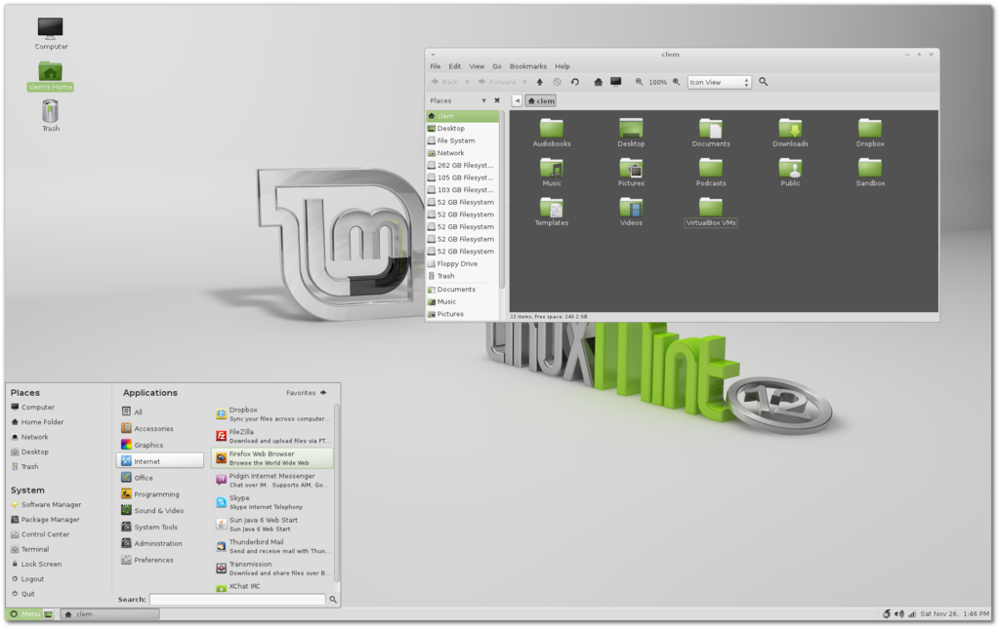 Computer
clem's Home
Trash
clem
File Edit View Go Bookmarks Help
Back Forward 100% Icon View
Places
clem
clem
Desktop
File System
Network
262 GB Filesyst...
105 GB Filesyst...
103 GB Filesyst...
52 GB Filesystem
52 GB Filesystem
52 GB Filesystem
52 GB Filesystem
52 GB Filesystem
Floppy Drive
Trash
Documents
Music
Pictures
Audiobooks Desktop Documents Downloads Dropbox
Music Pictures Podcasts Public Sandbox
Templates Videos VirtualBox VMs
13 items, Free space: 240.2 GB
lm
LinuxMint 12
Places
Computer
Home Folder
Network
Desktop
Trash
System
Software Manager
Package Manager
Control Center
Terminal
Lock Screen
Logout
Quit
Applications
Favorites
All
Accessories
Graphics
Internet
Office
Programming
Sound & Video
System Tools
Administration
Preferences
Dropbox
Sync your files across computer...
FileZilla
Download and upload files via FT...
Firefox Web Browser
Browse the World Wide Web
Pidgin Internet Messenger
Chat over IM. Supports AIM, Go...
Skype
Skype Internet Telephony
Sun Java 6 Web Start
Sun Java 6 Web Start
Thunderbird Mail
Send and receive mail with Thun...
Transmission
Download and share files over B...
XChat IRC
Search:
Menu
clem
Sat Nov 26, 1:46 PM